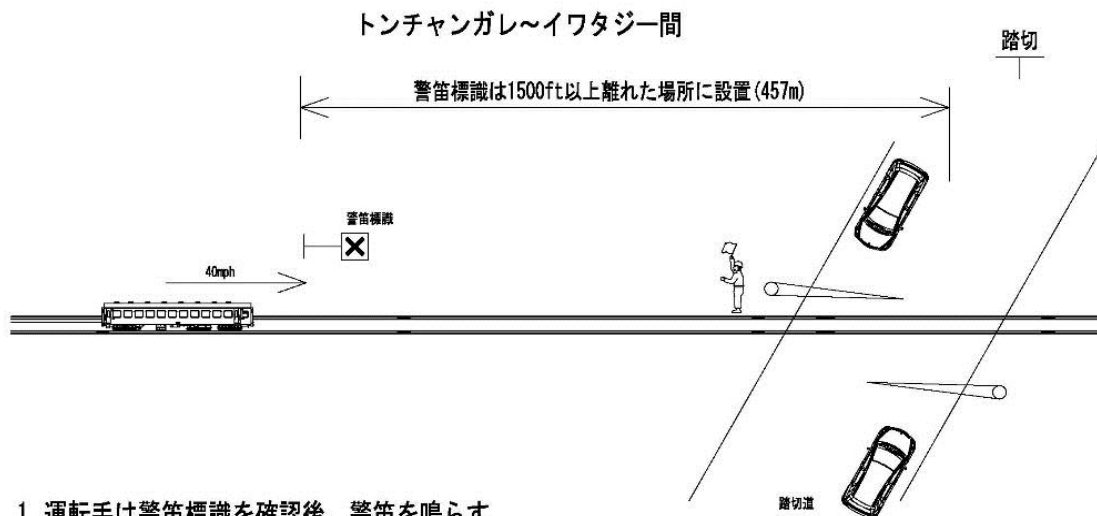 トンチャンガレ～イワタジー間
踏切
警笛標識は1500ft以上離れた場所に設置(457m)
警笛標識
40mph
踏切道
1 運転手は警笛標識を確認後、警笛を鳴らす